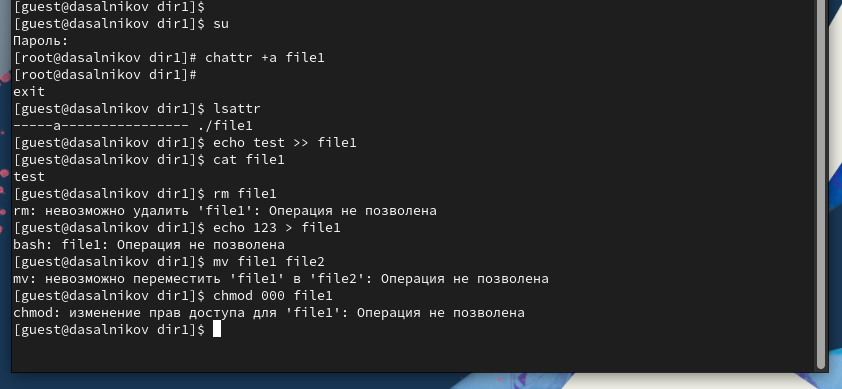 [guest@dasalnikov dir1]$
[guest@dasalnikov dir1]$ su
Пароль:
[root@dasalnikov dir1]# chattr +a file1
[root@dasalnikov dir1]#
exit
[guest@dasalnikov dir1]$ lsattr
-----a---------------- ./file1
[guest@dasalnikov dir1]$ echo test >> file1
[guest@dasalnikov dir1]$ cat file1
test
[guest@dasalnikov dir1]$ rm file1
rm: невозможно удалить 'file1': Операция не позволена
[guest@dasalnikov dir1]$ echo 123 > file1
bash: file1: Операция не позволена
[guest@dasalnikov dir1]$ mv file1 file2
mv: невозможно переместить 'file1' в 'file2': Операция не позволена
[guest@dasalnikov dir1]$ chmod 000 file1
chmod: изменение прав доступа для 'file1': Операция не позволена
[guest@dasalnikov dir1]$